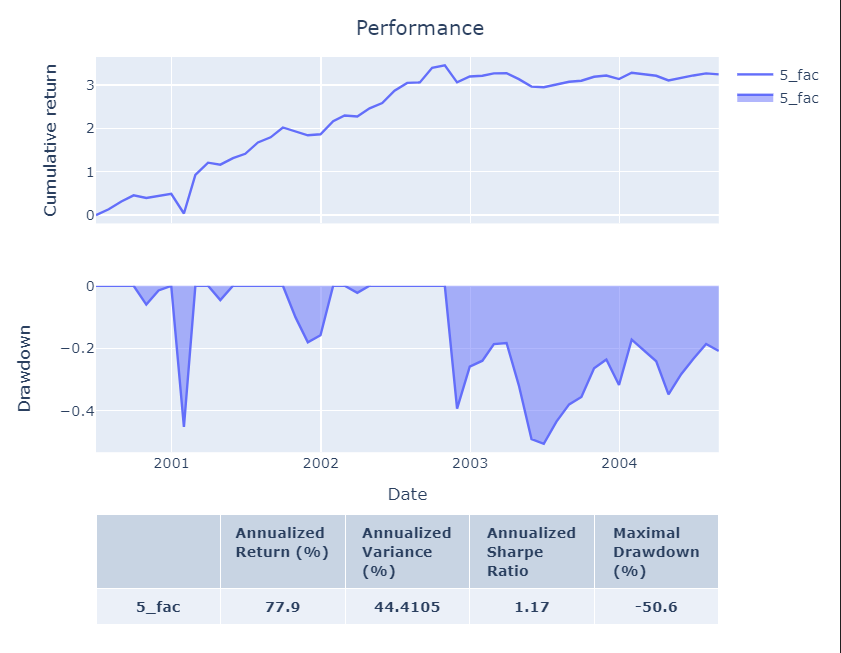 Performance
Cumulative return
3
2
1
0
5_fac
5_fac
Drawdown
0
−0.2
−0.4
2001 2002 2003 2004
Date
Annualized Return (%)
Annualized Variance (%)
Annualized Sharpe Ratio
Maximal Drawdown (%)
5_fac 77.9 44.4105 1.17 -50.6